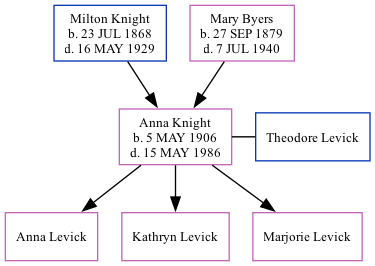 Milton Knight
b. 23 JUL 1868
d. 16 MAY 1929
Mary Byers
b. 27 SEP 1879
d. 7 JUL 1940
Anna Knight
b. 5 MAY 1906
d. 15 MAY 1986
Theodore Levick
Anna Levick
Kathryn Levick
Marjorie Levick